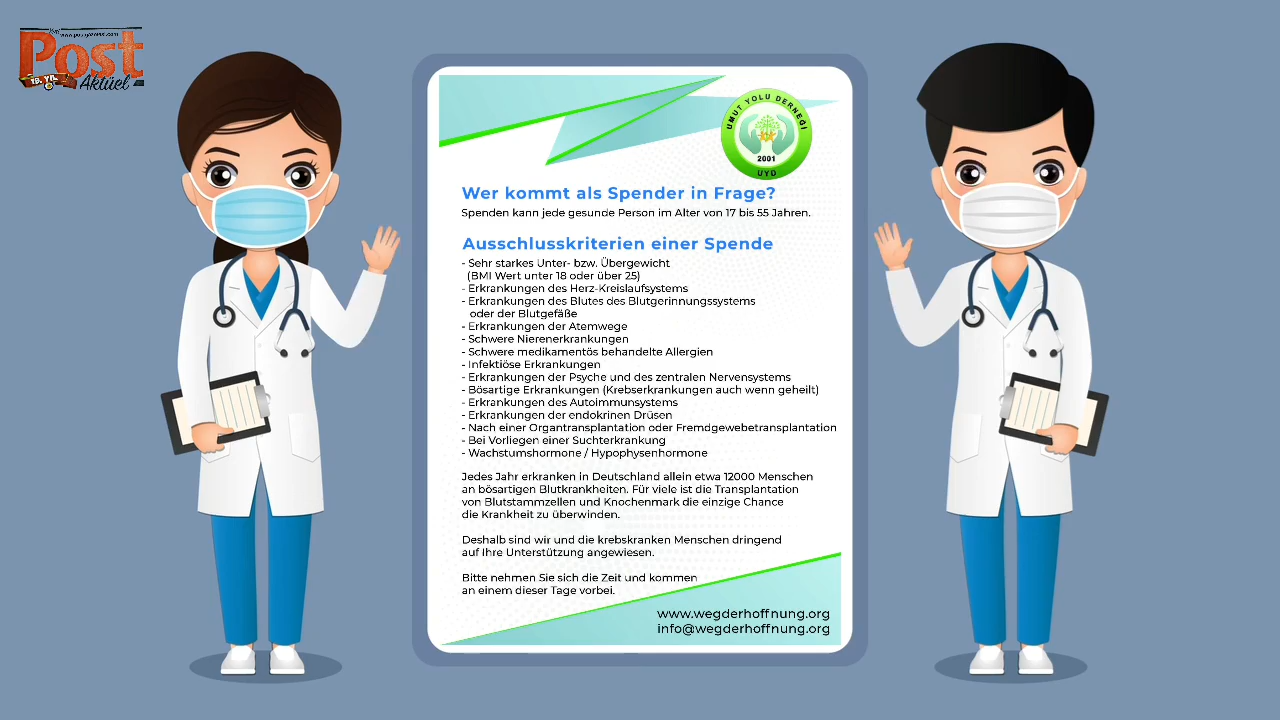 www.postgazetesi.com
Post
19. YIL
Aktüel
UMUT YOLU DERNEĞİ
2001
UYD
Wer kommt als Spender in Frage?
Spenden kann jede gesunde Person im Alter von 17 bis 55 Jahren.
Ausschlusskriterien einer Spende
- Sehr starkes Unter- bzw. Übergewicht
(BMI Wert unter 18 oder über 25)
- Erkrankungen des Herz-Kreislaufsystems
- Erkrankungen des Blutes des Blutgerinnungssystems
oder der Blutgefäße
- Erkrankungen der Atemwege
- Schwere Nierenerkrankungen
- Schwere medikamentös behandelte Allergien
- Infektiöse Erkrankungen
- Erkrankungen der Psyche und des zentralen Nervensystems
- Bösartige Erkrankungen (Krebserkrankungen auch wenn geheilt)
- Erkrankungen des Autoimmunsystems
- Erkrankungen der endokrinen Drüsen
- Nach einer Organtransplantation oder Fremdgewebetransplantation
- Bei Vorliegen einer Suchterkrankung
- Wachstumshormone / Hypophysenhormone
Jedes Jahr erkranken in Deutschland allein etwa 12000 Menschen
an bösartigen Blutkrankheiten. Für viele ist die Transplantation
von Blutstammzellen und Knochenmark die einzige Chance
die Krankheit zu überwinden.
Deshalb sind wir und die krebskranken Menschen dringend
auf Ihre Unterstützung angewiesen.
Bitte nehmen Sie sich die Zeit und kommen
an einem dieser Tage vorbei.
www.wegderhoffnung.org
info@wegderhoffnung.org